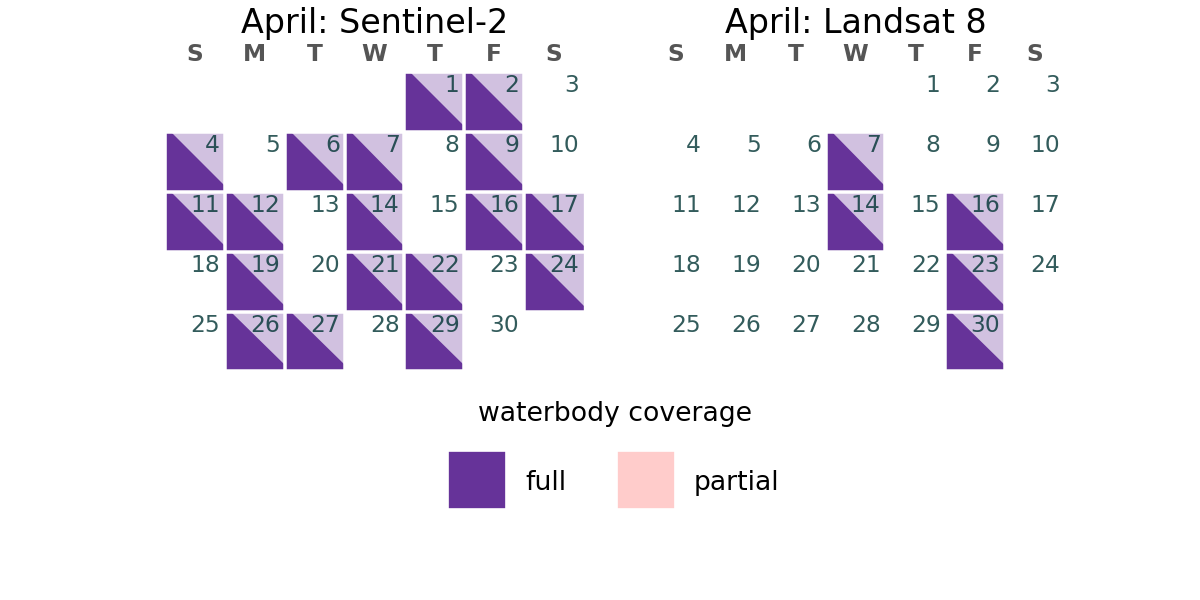 April: Sentinel-2
S M T W T F S
1 2 3
4 5 6 7 8 9 10
11 12 13 14 15 16 17
18 19 20 21 22 23 24
25 26 27 28 29 30
April: Landsat 8
S M T W T F S
1 2 3
4 5 6 7 8 9 10
11 12 13 14 15 16 17
18 19 20 21 22 23 24
25 26 27 28 29 30
waterbody coverage
full partial